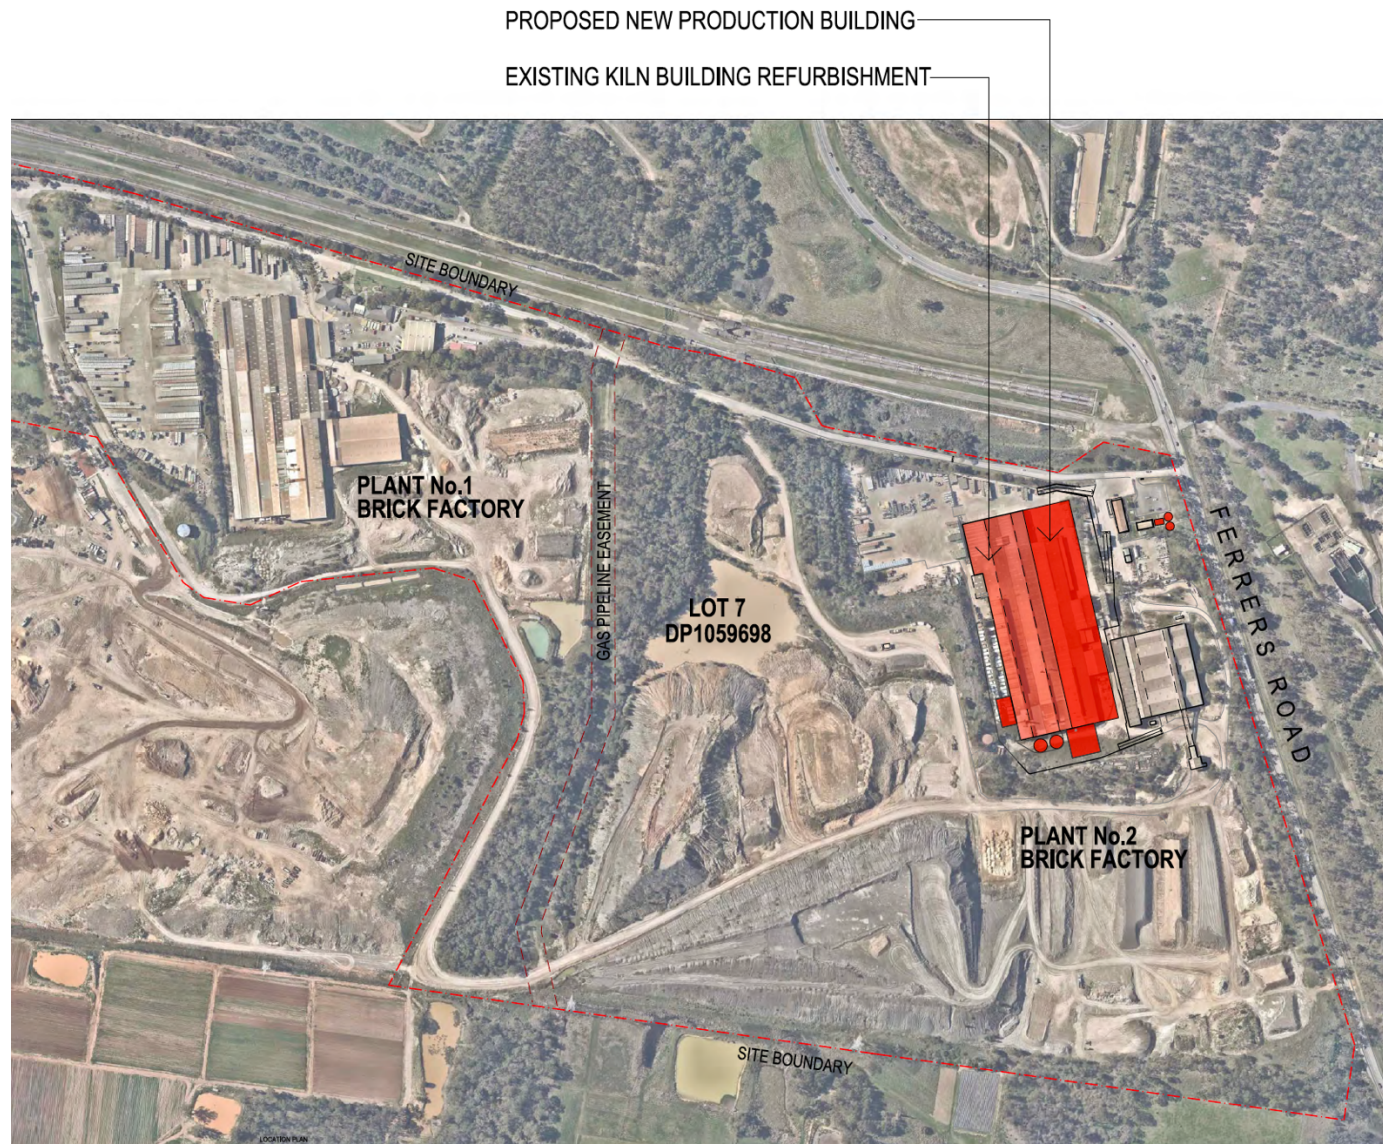 PROPOSED NEW PRODUCTION BUILDING
EXISTING KILN BUILDING REFURBISHMENT
SITE BOUNDARY
PLANT No.1
BRICK FACTORY
GAS PIPELINE EASEMENT
LOT 7
DP1059698
FERRERS ROAD
PLANT No.2
BRICK FACTORY
SITE BOUNDARY
LOCATION PLAN